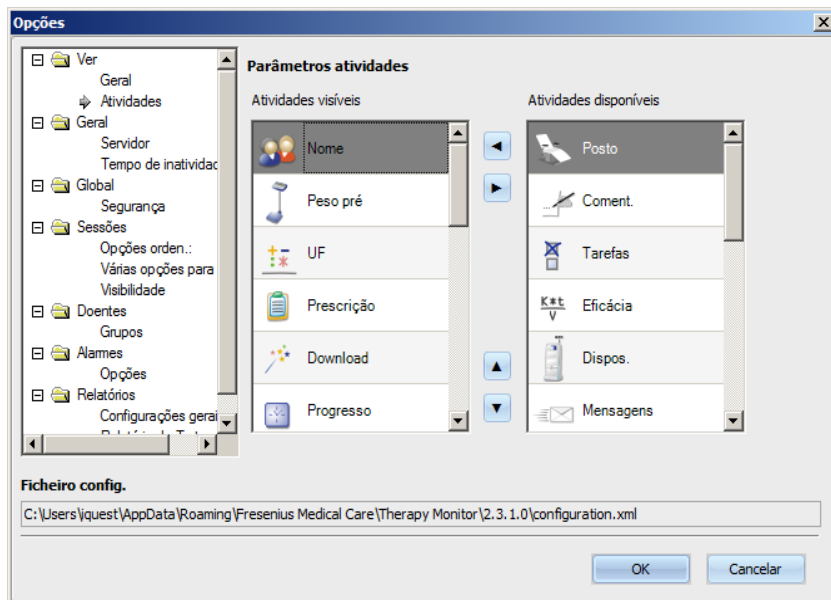 Opções
Ver
Geral
Atividades
Geral
Servidor
Tempo de inatividad
Global
Segurança
Sessões
Opções orden.:
Várias opções para
Visibilidade
Doentes
Grupos
Alarmes
Opções
Relatórios
Configurações gerai
Parâmetros atividades
Atividades visíveis
Nome
Peso pré
UF
Prescrição
Download
Progresso
Atividades disponíveis
Posto
Coment.
Tarefas
K*t
V
Eficácia
Dispos.
Mensagens
Ficheiro config.
C:\Users\iquest\AppData\Roaming\Fresenius Medical Care\Therapy Monitor\2.3.1.0\configuration.xml
OK
Cancelar